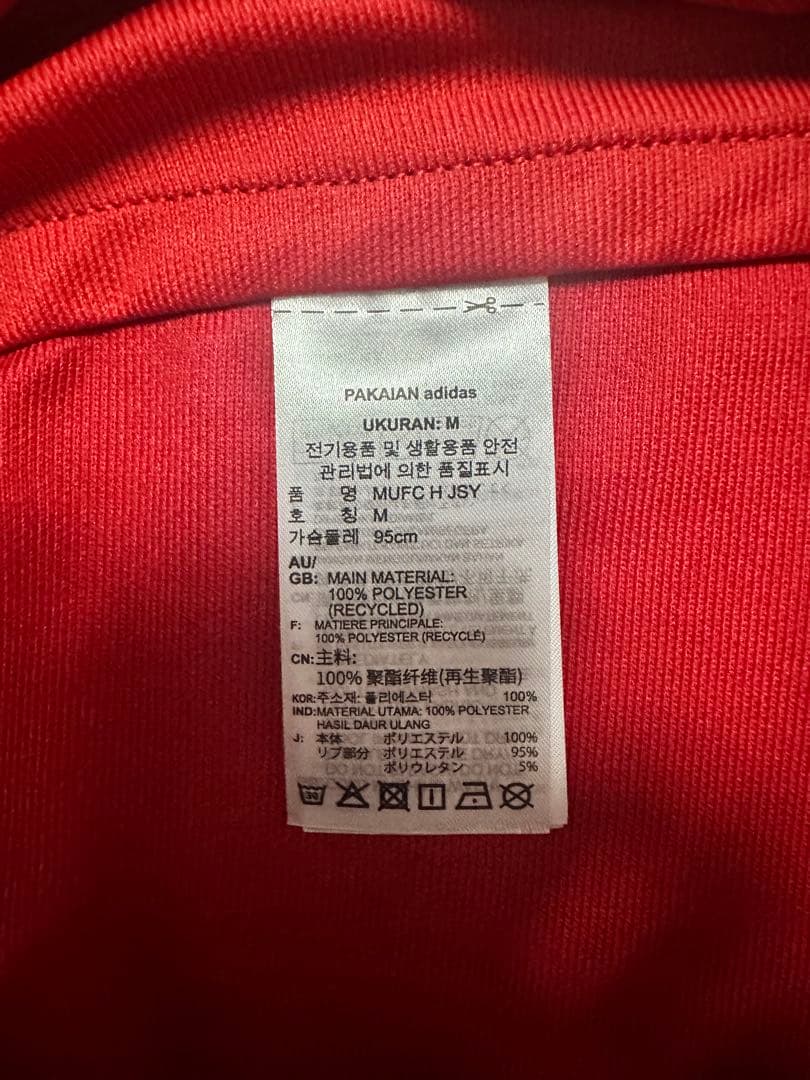 PAKAIAN adidas
UKURAN: M
전기용품 및 생활용품 안전
관리법에 의한 품질표시
품 명 MUFC H JSY
호 칭 M
가슴둘레 95cm
AU/
GB: MAIN MATERIAL:
100% POLYESTER
(RECYCLED)
F: MATIERE PRINCIPALE:
100% POLYESTER (RECYCLÉ)
CN:主料:
100% 聚酯纤维(再生聚酯)
KOR:주소재: 폴리에스터 100%
IND:MATERIAL UTAMA: 100% POLYESTER
HASIL DAUR ULANG
J: 本体 ポリエステル 100%
リブ部分 ポリエステル 95%
ポリウレタン 5%